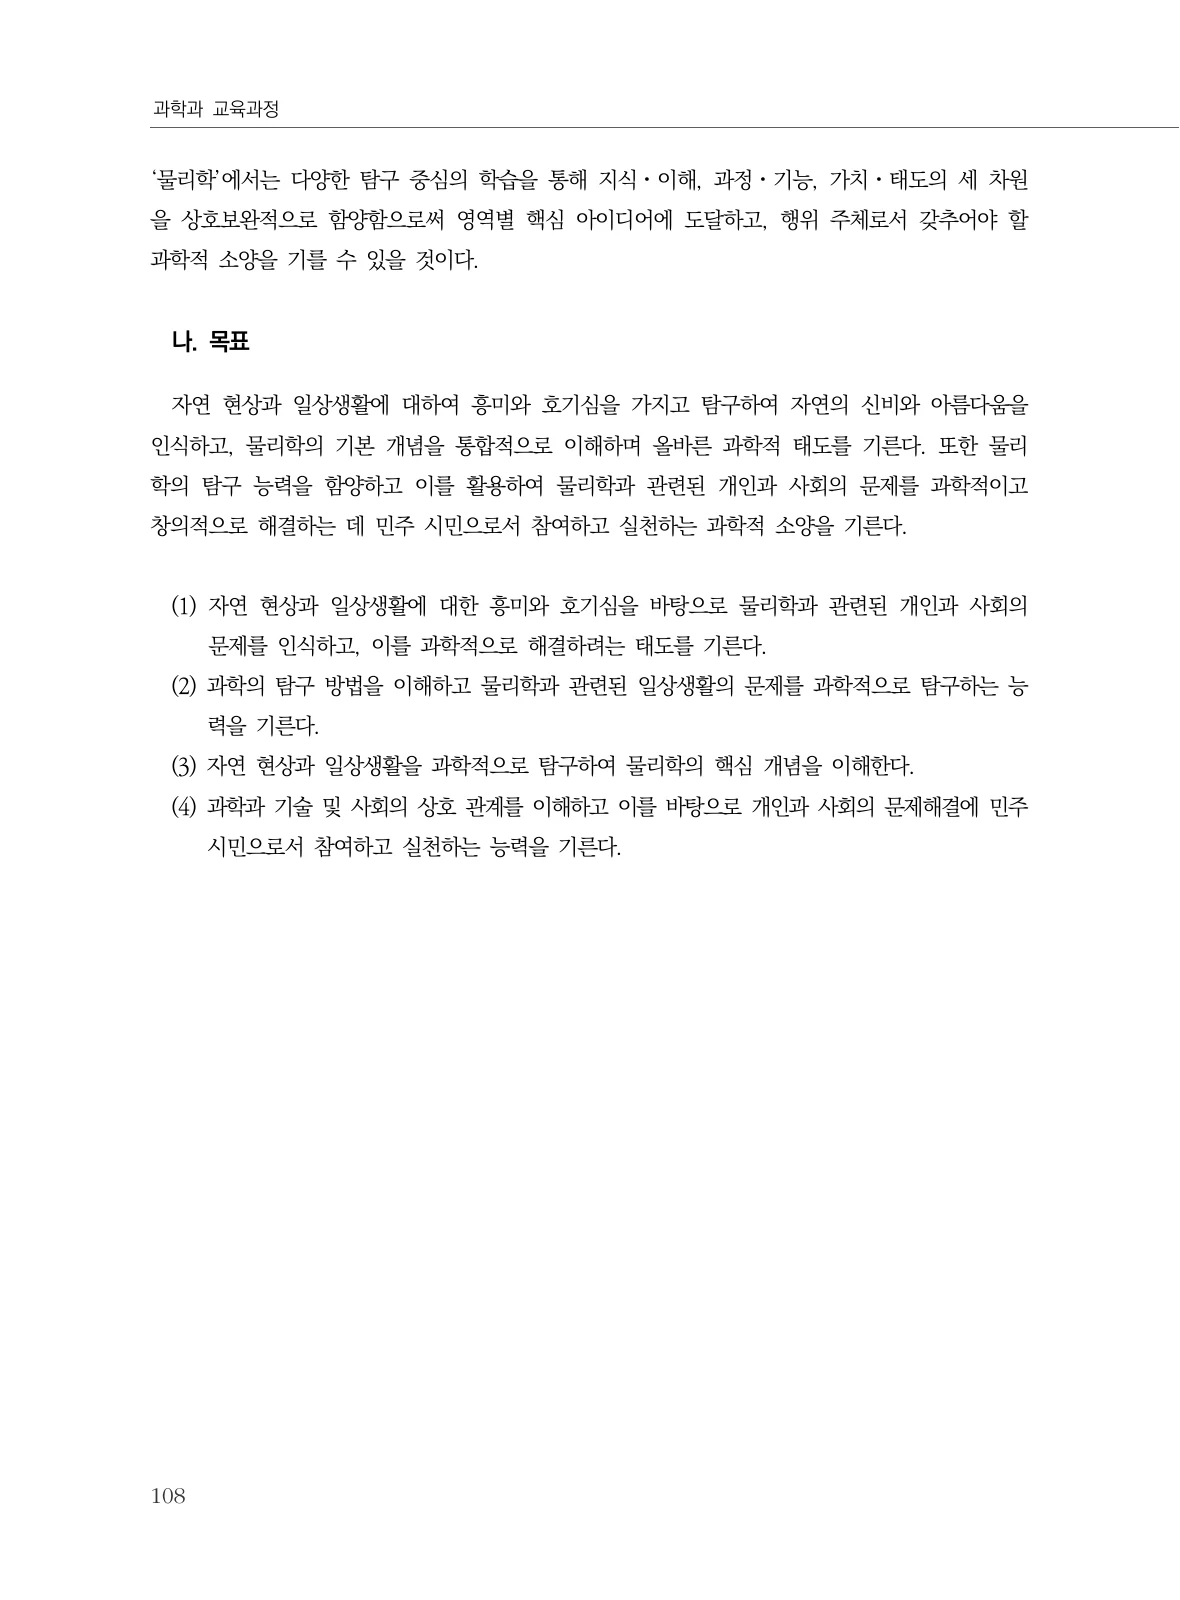 과학과 교육과정
‘물리학’에서는 다양한 탐구 중심의 학습을 통해 지식・이해, 과정・기능, 가치・태도의 세 차원
을 상호보완적으로 함양함으로써 영역별 핵심 아이디어에 도달하고, 행위 주체로서 갖추어야 할
과학적 소양을 기를 수 있을 것이다.
나. 목표
자연 현상과 일상생활에 대하여 흥미와 호기심을 가지고 탐구하여 자연의 신비와 아름다움을
인식하고, 물리학의 기본 개념을 통합적으로 이해하며 올바른 과학적 태도를 기른다. 또한 물리
학의 탐구 능력을 함양하고 이를 활용하여 물리학과 관련된 개인과 사회의 문제를 과학적이고
창의적으로 해결하는 데 민주 시민으로서 참여하고 실천하는 과학적 소양을 기른다.
(1) 자연 현상과 일상생활에 대한 흥미와 호기심을 바탕으로 물리학과 관련된 개인과 사회의
문제를 인식하고, 이를 과학적으로 해결하려는 태도를 기른다.
(2) 과학의 탐구 방법을 이해하고 물리학과 관련된 일상생활의 문제를 과학적으로 탐구하는 능
력을 기른다.
(3) 자연 현상과 일상생활을 과학적으로 탐구하여 물리학의 핵심 개념을 이해한다.
(4) 과학과 기술 및 사회의 상호 관계를 이해하고 이를 바탕으로 개인과 사회의 문제해결에 민주
시민으로서 참여하고 실천하는 능력을 기른다.
108